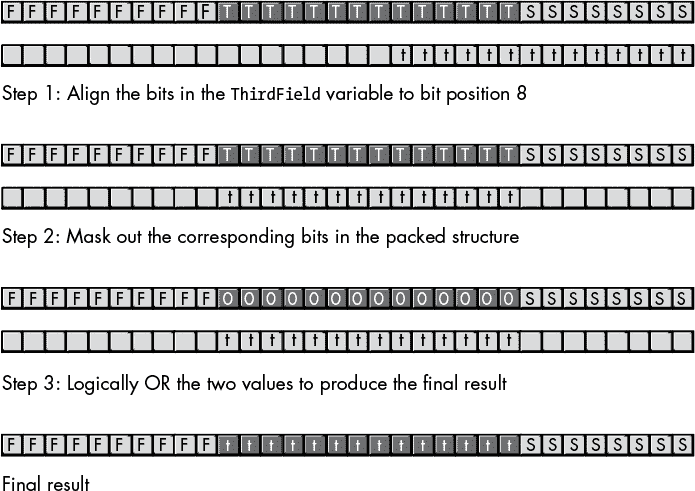 F F F F F F F F F F T T T T T T T T T T T T T T S S S S S S S S
t t t t t t t t t t t t t t
Step 1: Align the bits in the ThirdField variable to bit position 8
F F F F F F F F F F T T T T T T T T T T T T T T S S S S S S S S
t t t t t t t t t t t t t t
Step 2: Mask out the corresponding bits in the packed structure
F F F F F F F F F F 0 0 0 0 0 0 0 0 0 0 0 0 0 0 S S S S S S S S
t t t t t t t t t t t t t t
Step 3: Logically OR the two values to produce the final result
F F F F F F F F F F t t t t t t t t t t t t t t S S S S S S S S
Final result